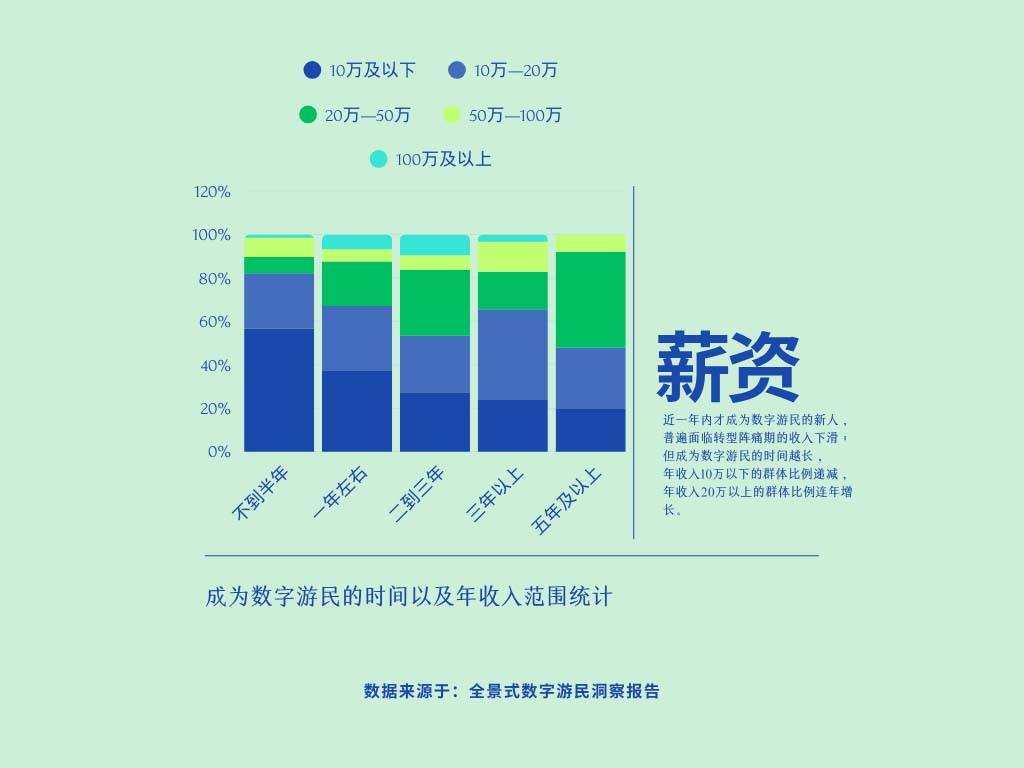 10万及以下 10万—20万
20万—50万 50万—100万
100万及以上
120%
100%
80%
60%
40%
20%
0%
不到半年 一年左右 二到三年 三年以上 五年及以上
薪资
近一年内才成为数字游民的新人，
普遍面临转型阵痛期的收入下滑；
但成为数字游民的时间越长，
年收入10万以下的群体比例递减，
年收入20万以上的群体比例连年增
长。
成为数字游民的时间以及年收入范围统计
数据来源于：全景式数字游民洞察报告